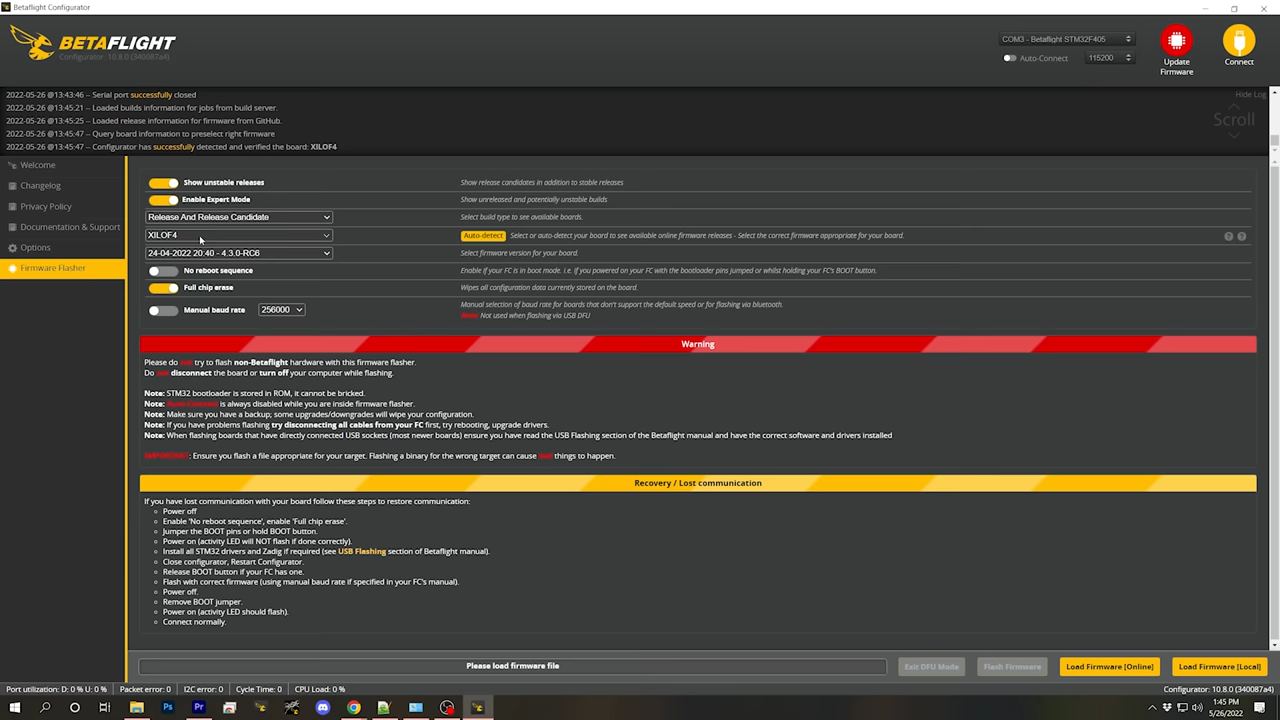 Betaflight Configurator
BETAFLIGHT
Configurator 10.8.0 (340087a4)
COM3 - Betaflight STM32F405
Auto-Connect
115200
Update
Firmware
Connect
2022-05-26 @13:43:46 -- Serial port successfully closed
2022-05-26 @13:45:21 -- Loaded builds information for jobs from build server.
2022-05-26 @13:45:25 -- Loaded release information for firmware from GitHub.
2022-05-26 @13:45:47 -- Query board information to preselect right firmware
2022-05-26 @13:45:47 -- Configurator has successfully detected and verified the board: XILOF4
Hide Log
Scroll
Welcome
Changelog
Privacy Policy
Documentation & Support
Options
Firmware Flasher
Show unstable releases
Show release candidates in addition to stable releases
Enable Expert Mode
Show unreleased and potentially unstable builds
Release And Release Candidate
Select build type to see available boards.
XILOF4
Auto-detect
Select or auto-detect your board to see available online firmware releases - Select the correct firmware appropriate for your board.
24-04-2022 20:40 - 4.3.0-RC6
Select firmware version for your board.
No reboot sequence
Enable if your FC is in boot mode. i.e. if you powered on your FC with the bootloader pins jumped or whilst holding your FC's BOOT button.
Full chip erase
Wipes all configuration data currently stored on the board.
Manual baud rate
256000
Manual selection of baud rate for boards that don't support the default speed or for flashing via bluetooth.
Note: Not used when flashing via USB DFU
Warning
Please do not try to flash non-Betaflight hardware with this firmware flasher.
Do not disconnect the board or turn off your computer while flashing.
Note: STM32 bootloader is stored in ROM, it cannot be bricked.
Note: Auto-Connect is always disabled while you are inside firmware flasher.
Note: Make sure you have a backup; some upgrades/downgrades will wipe your configuration.
Note: If you have problems flashing try disconnecting all cables from your FC first, try rebooting, upgrade drivers.
Note: When flashing boards that have directly connected USB sockets (most newer boards) ensure you have read the USB Flashing section of the Betaflight manual and have the correct software and drivers installed
IMPORTANT: Ensure you flash a file appropriate for your target. Flashing a binary for the wrong target can cause bad things to happen.
Recovery / Lost communication
If you have lost communication with your board follow these steps to restore communication:
Power off
Enable 'No reboot sequence', enable 'Full chip erase'.
Jumper the BOOT pins or hold BOOT button.
Power on (activity LED will NOT flash if done correctly).
Install all STM32 drivers and Zadig if required (see USB Flashing section of Betaflight manual).
Close configurator, Restart Configurator.
Release BOOT button if your FC has one.
Flash with correct firmware (using manual baud rate if specified in your FC's manual).
Power off.
Remove BOOT jumper.
Power on (activity LED should flash).
Connect normally.
Please load firmware file
Exit DFU Mode
Flash Firmware
Load Firmware [Online]
Load Firmware [Local]
Port utilization: D: 0 % U: 0 %
Packet error: 0
I2C error: 0
Cycle Time: 0
CPU Load: 0 %
Configurator: 10.8.0 (340087a4)
1:45 PM
5/26/2022